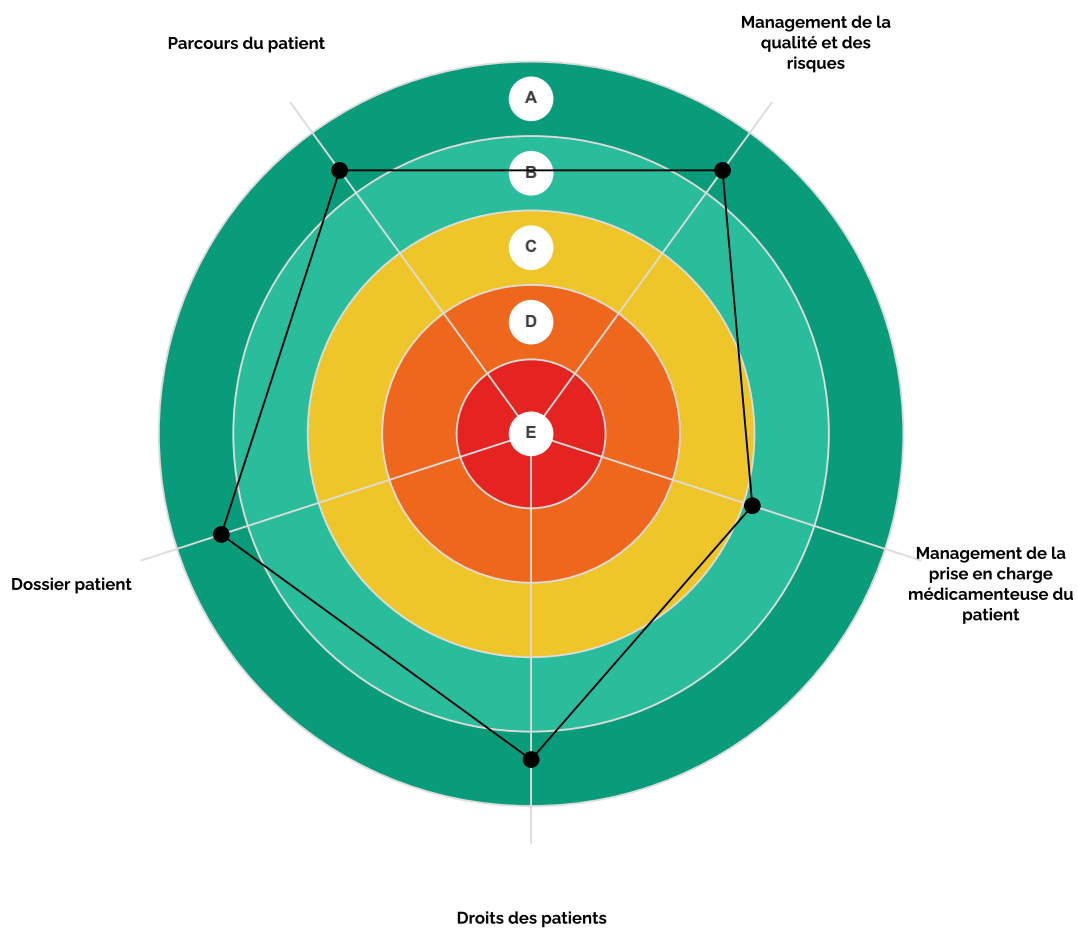 Management de la
qualité et des
risques
Parcours du patient
A
B
C
D
E
Management de la
prise en charge
médicamenteuse du
patient
Dossier patient
Droits des patients